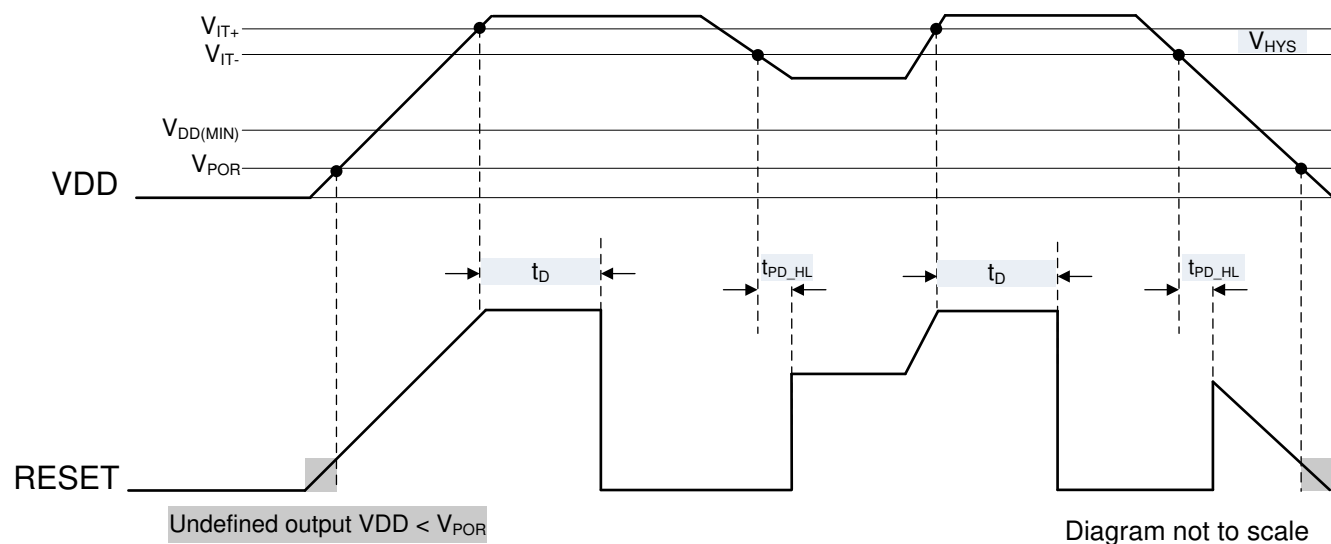 V_IT+
V_IT-
V_HYS
V_DD(MIN)
V_POR
VDD
t_D
t_PD_HL
t_D
t_PD_HL
RESET
Undefined output VDD < V_POR
Diagram not to scale